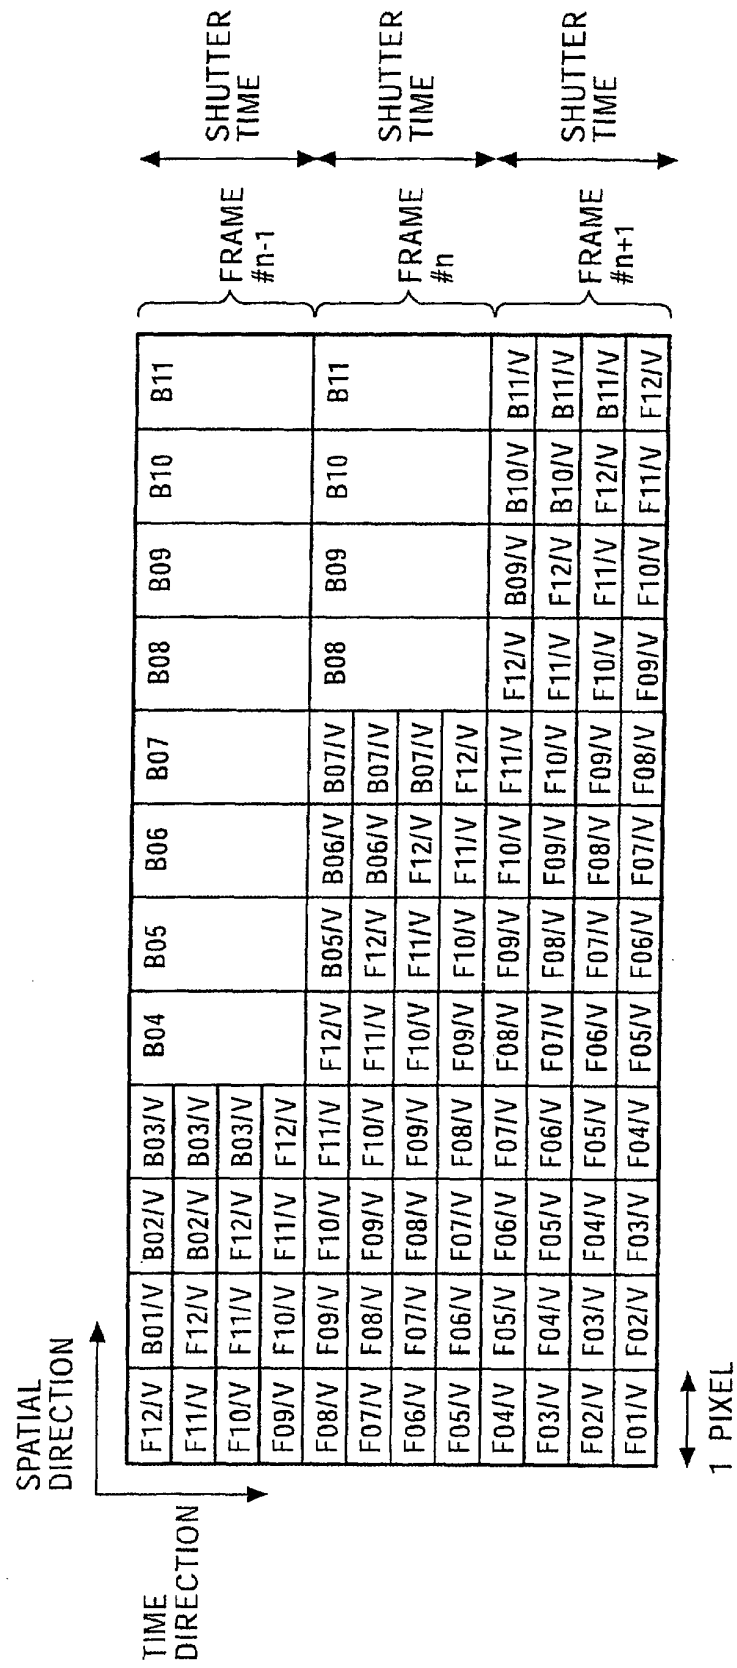 SPATIAL
DIRECTION
TIME
DIRECTION
F12/V B01/V B02/V B03/V B04 B05 B06 B07 B08 B09 B10 B11
F11/V F12/V B02/V B03/V
F10/V F11/V F12/V B03/V
F09/V F10/V F11/V F12/V
FRAME
#n-1
SHUTTER
TIME
F08/V F09/V F10/V F11/V F12/V B05/V B06/V B07/V B08 B09 B10 B11
F07/V F08/V F09/V F10/V F11/V F12/V B06/V B07/V
F06/V F07/V F08/V F09/V F10/V F11/V F12/V B07/V
F05/V F06/V F07/V F08/V F09/V F10/V F11/V F12/V
FRAME
#n
SHUTTER
TIME
F04/V F05/V F06/V F07/V F08/V F09/V F10/V F11/V F12/V B09/V B10/V B11/V
F03/V F04/V F05/V F06/V F07/V F08/V F09/V F10/V F11/V F12/V B10/V B11/V
F02/V F03/V F04/V F05/V F06/V F07/V F08/V F09/V F10/V F11/V F12/V B11/V
F01/V F02/V F03/V F04/V F05/V F06/V F07/V F08/V F09/V F10/V F11/V F12/V
FRAME
#n+1
SHUTTER
TIME
1 PIXEL